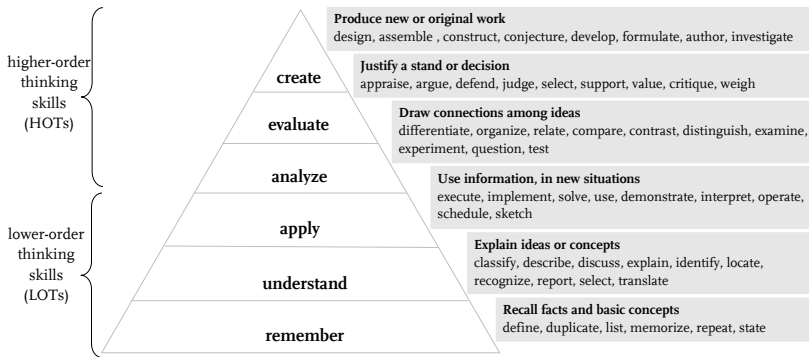 higher-order
thinking
skills
(HOTs)
lower-order
thinking
skills
(LOTs)
create
evaluate
analyze
apply
understand
remember
Produce new or original work
design, assemble , construct, conjecture, develop, formulate, author, investigate
Justify a stand or decision
appraise, argue, defend, judge, select, support, value, critique, weigh
Draw connections among ideas
differentiate, organize, relate, compare, contrast, distinguish, examine,
experiment, question, test
Use information, in new situations
execute, implement, solve, use, demonstrate, interpret, operate,
schedule, sketch
Explain ideas or concepts
classify, describe, discuss, explain, identify, locate,
recognize, report, select, translate
Recall facts and basic concepts
define, duplicate, list, memorize, repeat, state